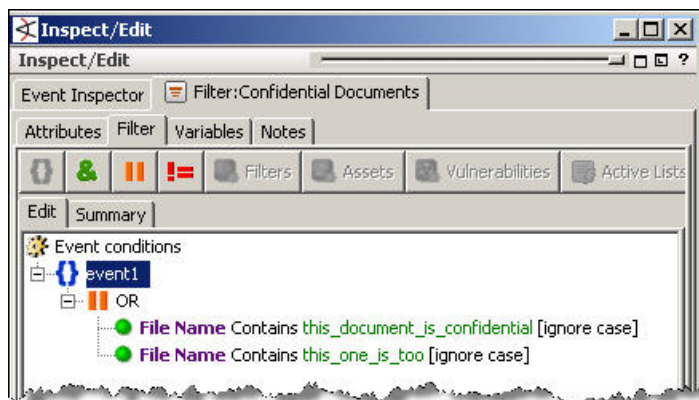 Inspect/Edit
Inspect/Edit
?
Event Inspector Filter:Confidential Documents
Attributes Filter Variables Notes
{} & || != Filters Assets Vulnerabilities Active Lists
Edit Summary
Event conditions
{} event1
OR
File Name Contains this_document_is_confidential [ignore case]
File Name Contains this_one_is_too [ignore case]